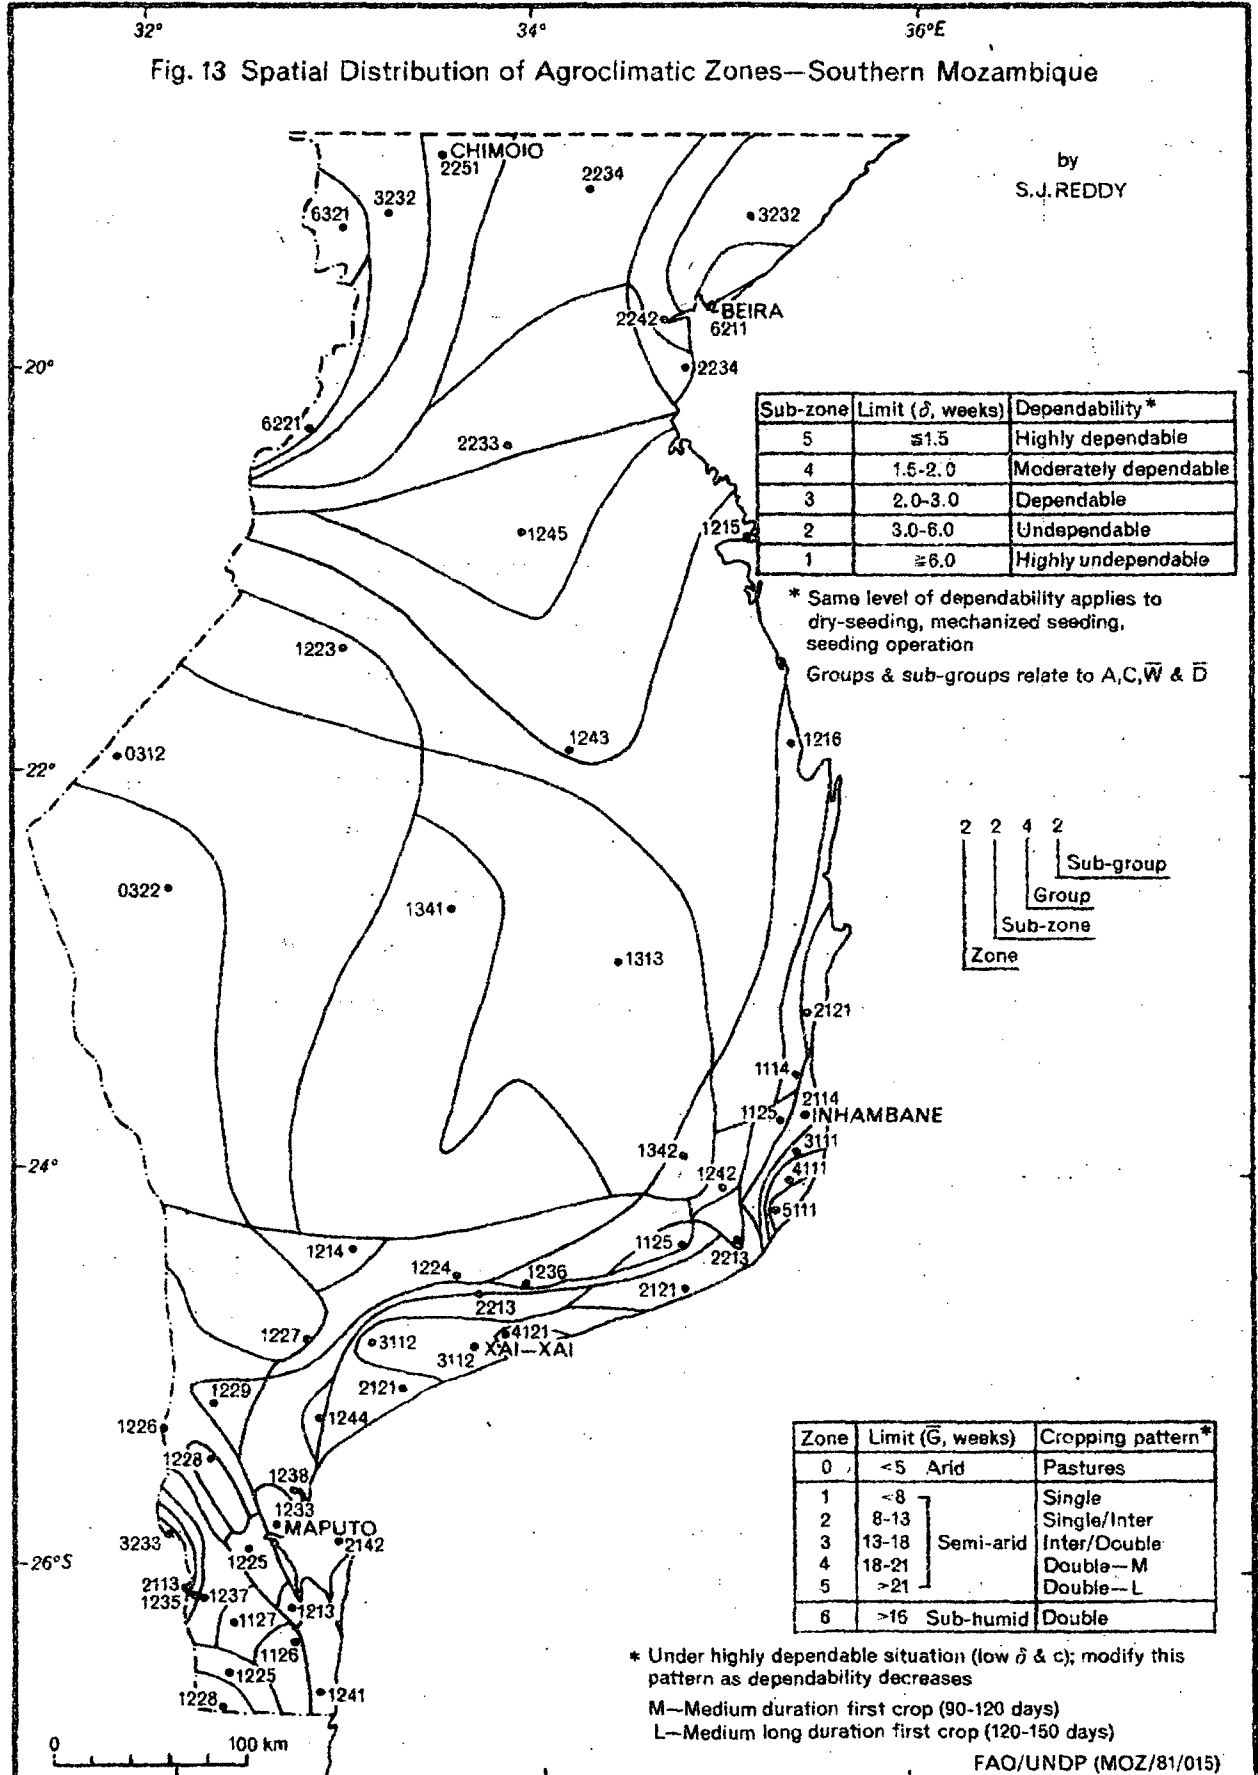 32° 34° 36°E
Fig. 13 Spatial Distribution of Agroclimatic Zones—Southern Mozambique
by
S.J. REDDY
CHIMOIO
2251
2234
3232
6321
3232
2242
BEIRA
6211
20°
2234
6221
2233
1245
1215
Sub-zone Limit (δ, weeks) Dependability*
5 ≦1.5 Highly dependable
4 1.5-2.0 Moderately dependable
3 2.0-3.0 Dependable
2 3.0-6.0 Undependable
1 ≧6.0 Highly undependable
* Same level of dependability applies to
dry-seeding, mechanized seeding,
seeding operation
Groups & sub-groups relate to A,C,W̅ & D̅
1223
0312
1243
1216
22°
2 2 4 2
Sub-group
Group
Sub-zone
Zone
0322
1341
1313
2121
1114
2114
1125
INHAMBANE
3111
1342
24°
4111
1242
5111
1214
1125
2213
1224
1236
2121
2213
1227
3112
4121
3112
XAI—XAI
2121
1229
1244
1226
1228
1238
1233
MAPUTO
3233
2142
1225
26°S
2113
1235
1237
1213
1127
1126
1225
1228
1241
Zone Limit (G̅, weeks) Cropping pattern*
0 <5 Arid Pastures
1 <8 Single
2 8-13 Single/Inter
3 13-18 Semi-arid Inter/Double
4 18-21 Double—M
5 >21 Double—L
6 >16 Sub-humid Double
* Under highly dependable situation (low δ & c); modify this
pattern as dependability decreases
M—Medium duration first crop (90-120 days)
L—Medium long duration first crop (120-150 days)
0 100 km
FAO/UNDP (MOZ/81/015)